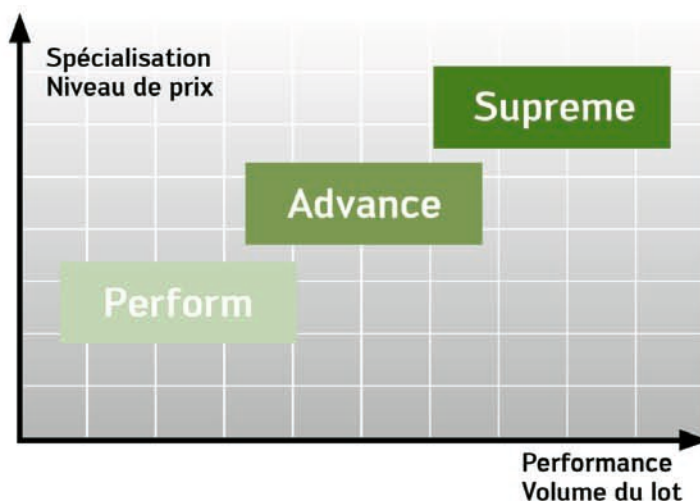 Spécialisation
Niveau de prix
Supreme
Advance
Perform
Performance
Volume du lot